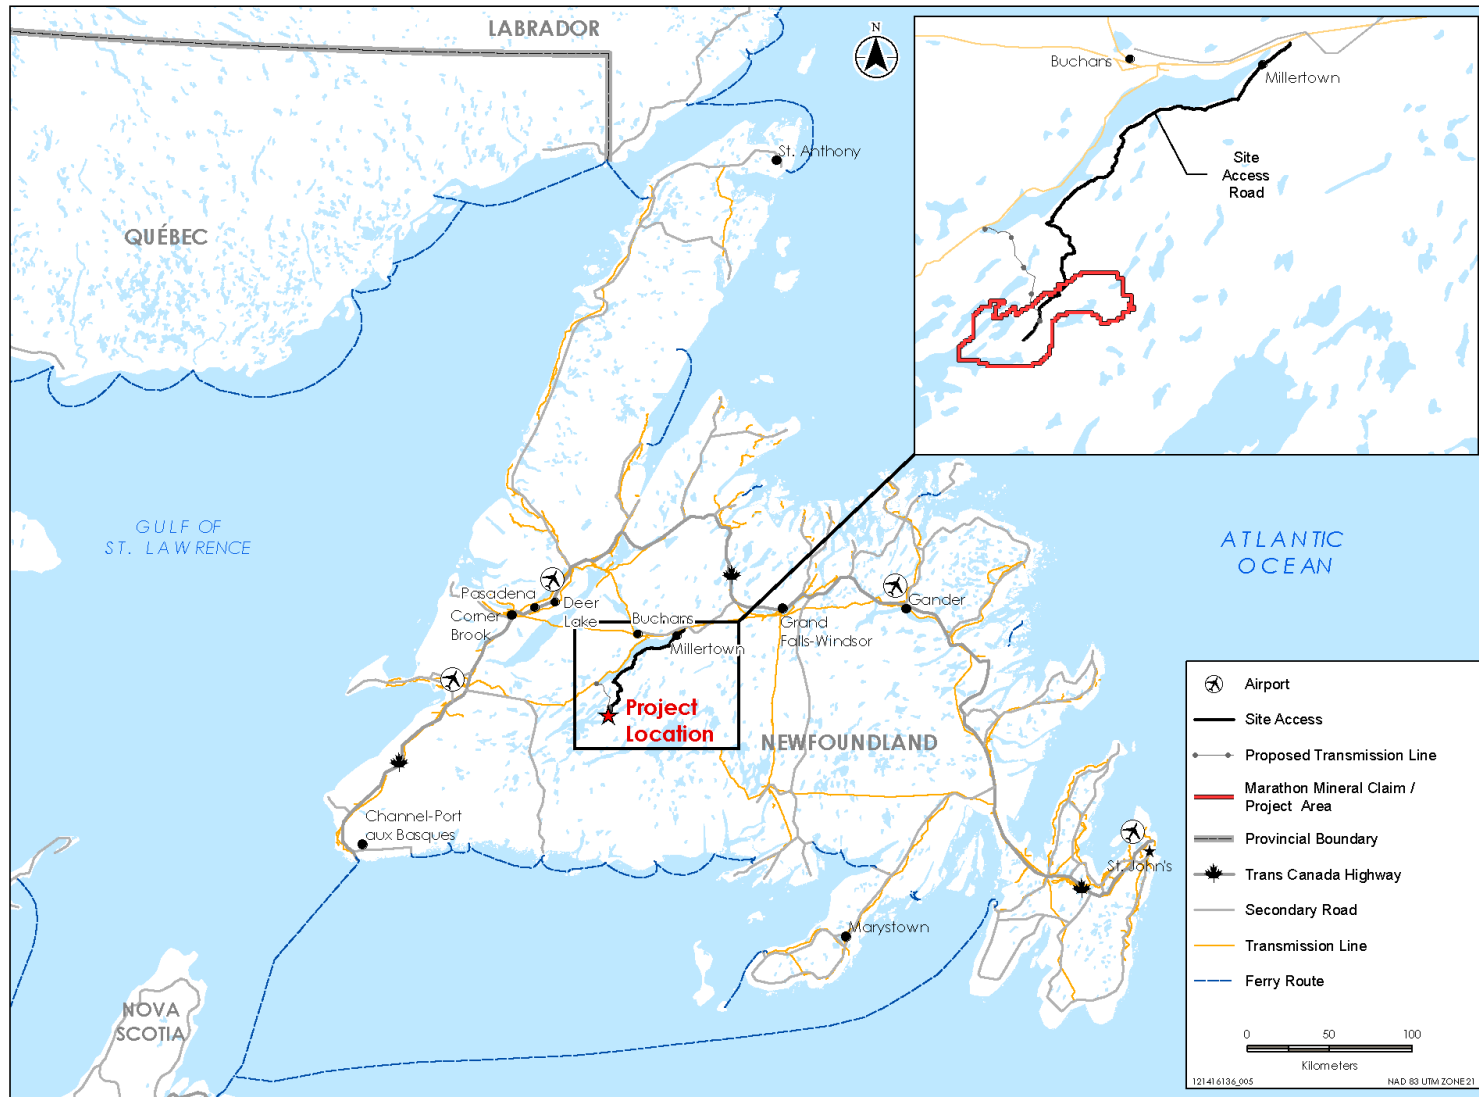 LABRADOR
N
Buchans
Millertown
Site
Access
Road
St. Anthony
QUÉBEC
GULF OF
ST. LAWRENCE
ATLANTIC
OCEAN
Pasadena
Deer
Lake
Corner
Brook
Buchans
Millertown
Grand
Falls-Windsor
Gander
Project
Location
NEWFOUNDLAND
Channel-Port
aux Basques
St. John's
Marystown
NOVA
SCOTIA
Airport
Site Access
Proposed Transmission Line
Marathon Mineral Claim /
Project Area
Provincial Boundary
Trans Canada Highway
Secondary Road
Transmission Line
Ferry Route
0 50 100
Kilometers
121416136_005
NAD 83 UTM ZONE 21